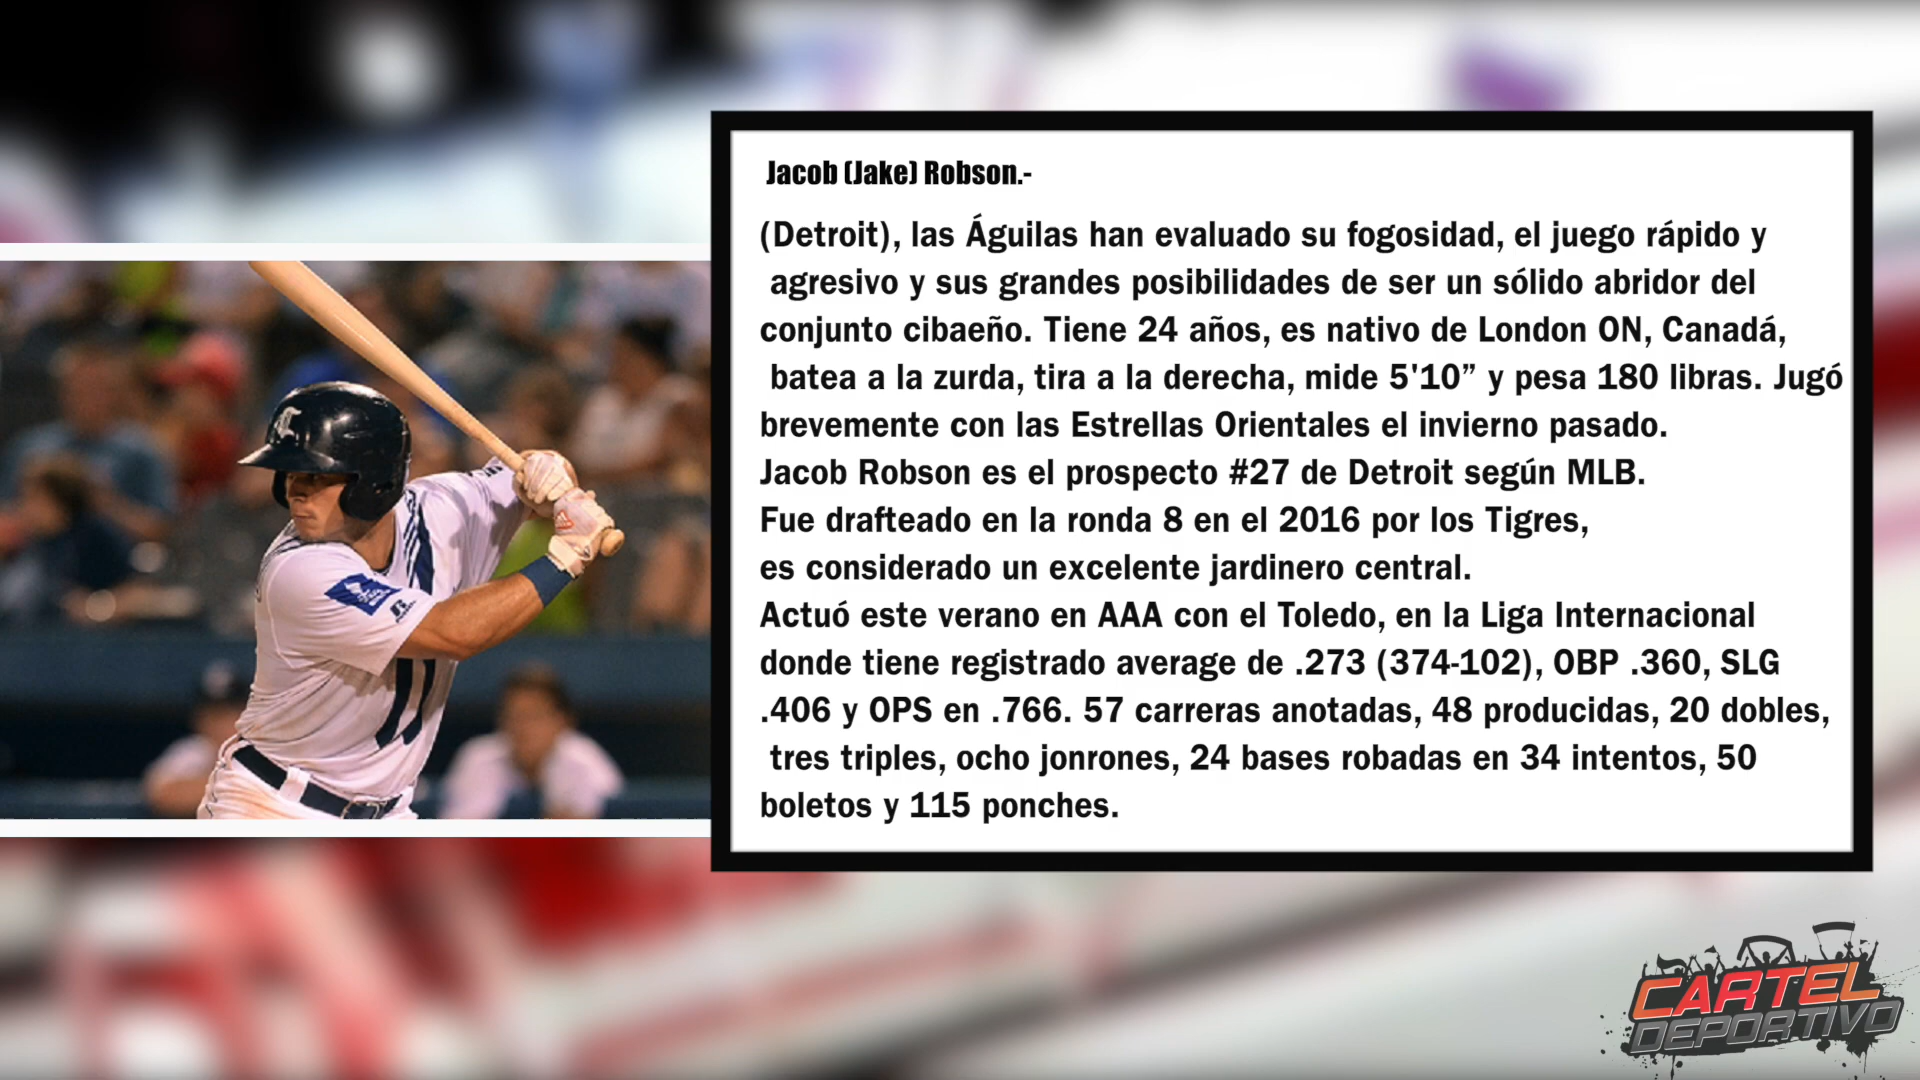 Jacob (Jake) Robson.-
(Detroit), las Águilas han evaluado su fogosidad, el juego rápido y
agresivo y sus grandes posibilidades de ser un sólido abridor del
conjunto cibaeño. Tiene 24 años, es nativo de London ON, Canadá,
batea a la zurda, tira a la derecha, mide 5'10” y pesa 180 libras. Jugó
brevemente con las Estrellas Orientales el invierno pasado.
Jacob Robson es el prospecto #27 de Detroit según MLB.
Fue drafteado en la ronda 8 en el 2016 por los Tigres,
es considerado un excelente jardinero central.
Actuó este verano en AAA con el Toledo, en la Liga Internacional
donde tiene registrado average de .273 (374-102), OBP .360, SLG
.406 y OPS en .766. 57 carreras anotadas, 48 producidas, 20 dobles,
tres triples, ocho jonrones, 24 bases robadas en 34 intentos, 50
boletos y 115 ponches.
CARTEL
DEPORTIVO